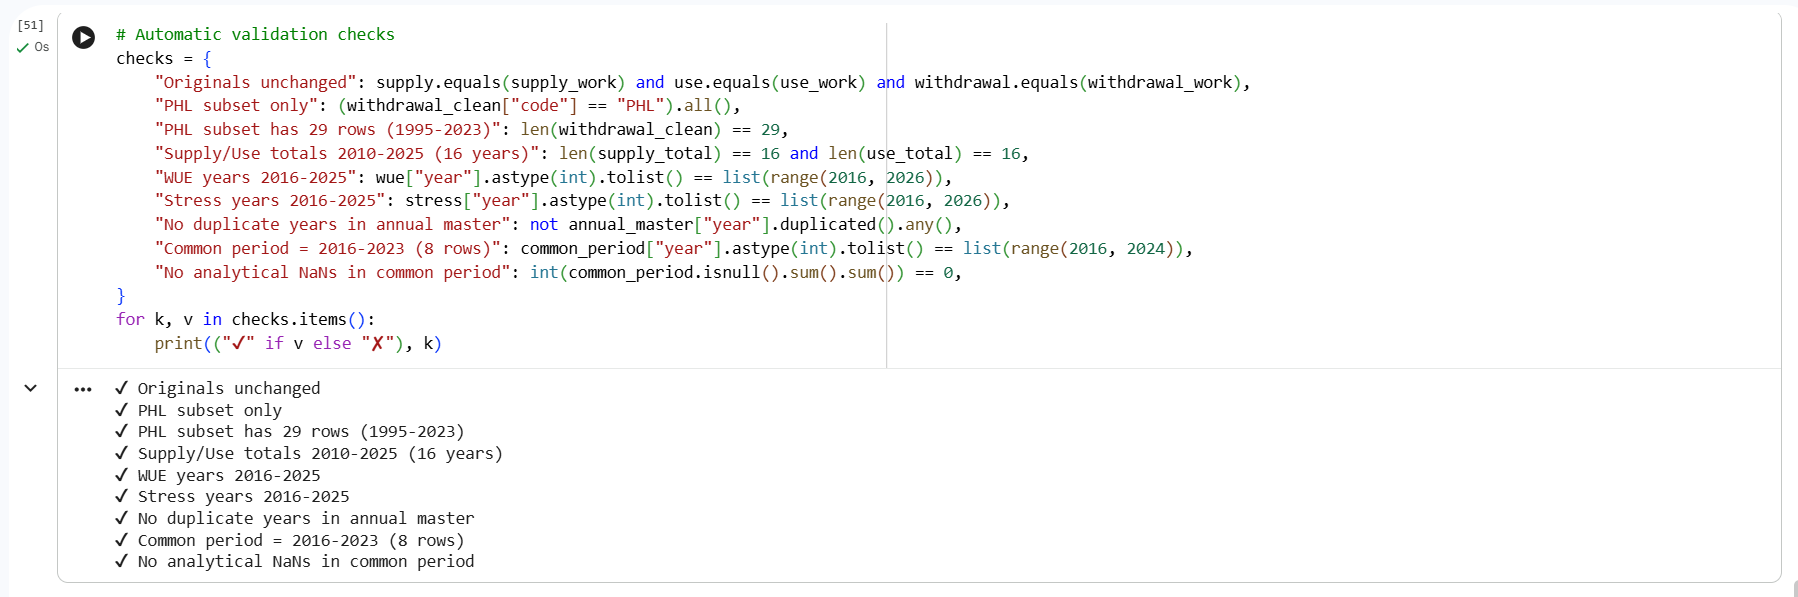 [51]
0s
# Automatic validation checks
checks = {
    "Originals unchanged": supply.equals(supply_work) and use.equals(use_work) and withdrawal.equals(withdrawal_work),
    "PHL subset only": (withdrawal_clean["code"] == "PHL").all(),
    "PHL subset has 29 rows (1995-2023)": len(withdrawal_clean) == 29,
    "Supply/Use totals 2010-2025 (16 years)": len(supply_total) == 16 and len(use_total) == 16,
    "WUE years 2016-2025": wue["year"].astype(int).tolist() == list(range(2016, 2026)),
    "Stress years 2016-2025": stress["year"].astype(int).tolist() == list(range(2016, 2026)),
    "No duplicate years in annual master": not annual_master["year"].duplicated().any(),
    "Common period = 2016-2023 (8 rows)": common_period["year"].astype(int).tolist() == list(range(2016, 2024)),
    "No analytical NaNs in common period": int(common_period.isnull().sum().sum()) == 0,
}
for k, v in checks.items():
    print(("✓" if v else "✗"), k)
✓ Originals unchanged
✓ PHL subset only
✓ PHL subset has 29 rows (1995-2023)
✓ Supply/Use totals 2010-2025 (16 years)
✓ WUE years 2016-2025
✓ Stress years 2016-2025
✓ No duplicate years in annual master
✓ Common period = 2016-2023 (8 rows)
✓ No analytical NaNs in common period